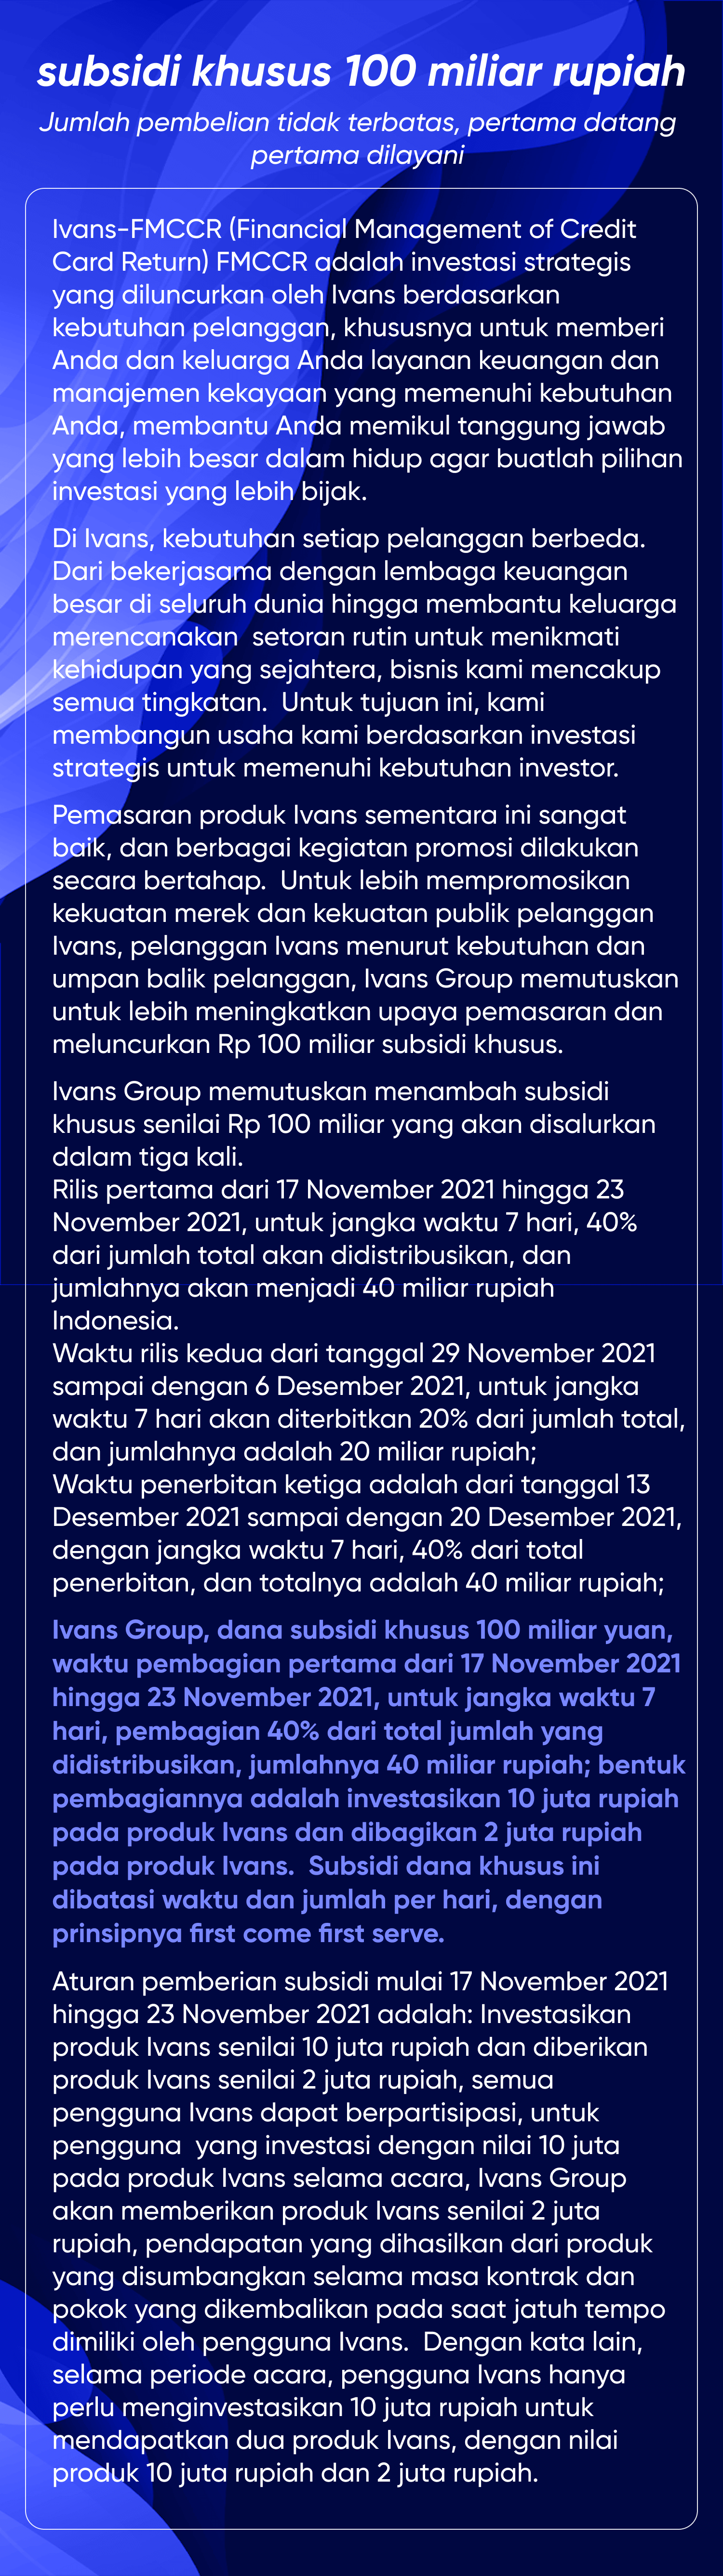 subsidi khusus 100 miliar rupiah
Jumlah pembelian tidak terbatas, pertama datang
pertama dilayani
Ivans-FMCCR (Financial Management of Credit
Card Return) FMCCR adalah investasi strategis
yang diluncurkan oleh Ivans berdasarkan
kebutuhan pelanggan, khususnya untuk memberi
Anda dan keluarga Anda layanan keuangan dan
manajemen kekayaan yang memenuhi kebutuhan
Anda, membantu Anda memikul tanggung jawab
yang lebih besar dalam hidup agar buatlah pilihan
investasi yang lebih bijak.
Di Ivans, kebutuhan setiap pelanggan berbeda.
Dari bekerjasama dengan lembaga keuangan
besar di seluruh dunia hingga membantu keluarga
merencanakan  setoran rutin untuk menikmati
kehidupan yang sejahtera, bisnis kami mencakup
semua tingkatan.  Untuk tujuan ini, kami
membangun usaha kami berdasarkan investasi
strategis untuk memenuhi kebutuhan investor.
Pemasaran produk Ivans sementara ini sangat
baik, dan berbagai kegiatan promosi dilakukan
secara bertahap.  Untuk lebih mempromosikan
kekuatan merek dan kekuatan publik pelanggan
Ivans, pelanggan Ivans menurut kebutuhan dan
umpan balik pelanggan, Ivans Group memutuskan
untuk lebih meningkatkan upaya pemasaran dan
meluncurkan Rp 100 miliar subsidi khusus.
Ivans Group memutuskan menambah subsidi
khusus senilai Rp 100 miliar yang akan disalurkan
dalam tiga kali.
Rilis pertama dari 17 November 2021 hingga 23
November 2021, untuk jangka waktu 7 hari, 40%
dari jumlah total akan didistribusikan, dan
jumlahnya akan menjadi 40 miliar rupiah
Indonesia.
Waktu rilis kedua dari tanggal 29 November 2021
sampai dengan 6 Desember 2021, untuk jangka
waktu 7 hari akan diterbitkan 20% dari jumlah total,
dan jumlahnya adalah 20 miliar rupiah;
Waktu penerbitan ketiga adalah dari tanggal 13
Desember 2021 sampai dengan 20 Desember 2021,
dengan jangka waktu 7 hari, 40% dari total
penerbitan, dan totalnya adalah 40 miliar rupiah;
Ivans Group, dana subsidi khusus 100 miliar yuan,
waktu pembagian pertama dari 17 November 2021
hingga 23 November 2021, untuk jangka waktu 7
hari, pembagian 40% dari total jumlah yang
didistribusikan, jumlahnya 40 miliar rupiah; bentuk
pembagiannya adalah investasikan 10 juta rupiah
pada produk Ivans dan dibagikan 2 juta rupiah
pada produk Ivans.  Subsidi dana khusus ini
dibatasi waktu dan jumlah per hari, dengan
prinsipnya first come first serve.
Aturan pemberian subsidi mulai 17 November 2021
hingga 23 November 2021 adalah: Investasikan
produk Ivans senilai 10 juta rupiah dan diberikan
produk Ivans senilai 2 juta rupiah, semua
pengguna Ivans dapat berpartisipasi, untuk
pengguna  yang investasi dengan nilai 10 juta
pada produk Ivans selama acara, Ivans Group
akan memberikan produk Ivans senilai 2 juta
rupiah, pendapatan yang dihasilkan dari produk
yang disumbangkan selama masa kontrak dan
pokok yang dikembalikan pada saat jatuh tempo
dimiliki oleh pengguna Ivans.  Dengan kata lain,
selama periode acara, pengguna Ivans hanya
perlu menginvestasikan 10 juta rupiah untuk
mendapatkan dua produk Ivans, dengan nilai
produk 10 juta rupiah dan 2 juta rupiah.